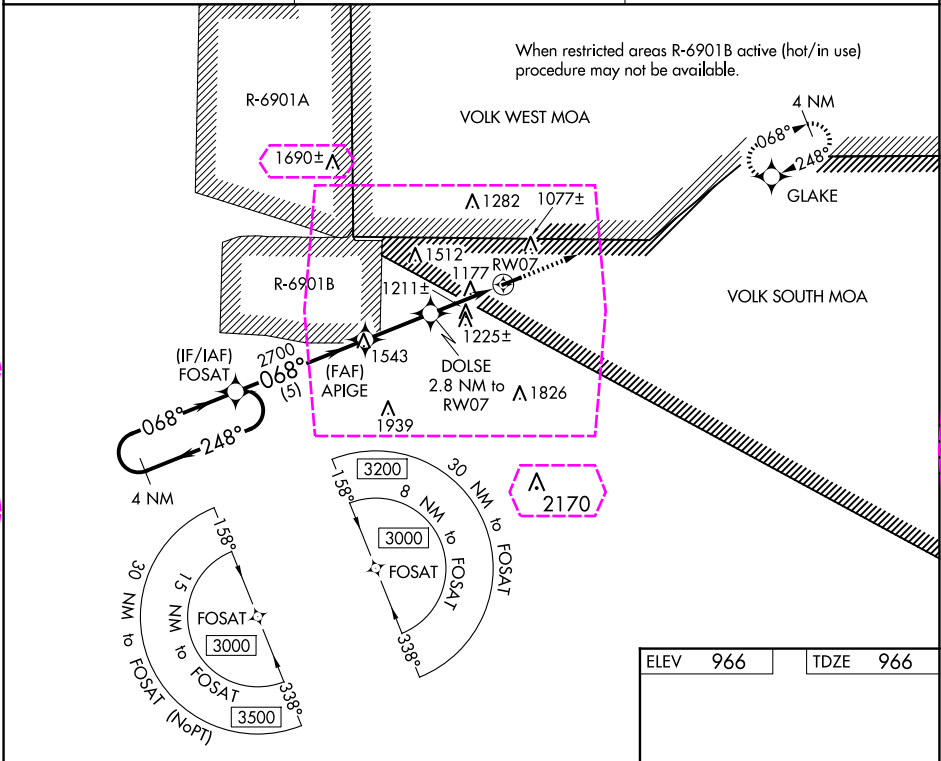 When restricted areas R-6901B active (hot/in use)
procedure may not be available.
R-6901A
VOLK WEST MOA
4 NM
068°
248°
GLAKE
1690±
1282
1077±
1512
RW07
1177
R-6901B
1211±
VOLK SOUTH MOA
1225±
(IF/IAF)
FOSAT
2700
068°
(5)
(FAF)
APIGE
1543
DOLSE
2.8 NM to
RW07
1826
1939
068°
248°
4 NM
3200
158°
30 NM to FOSAT
8 NM to FOSAT
3000
FOSAT
338°
2170
158°
30 NM to FOSAT (NoPT)
15 NM to FOSAT
FOSAT
3000
338°
3500
ELEV 966
TDZE 966